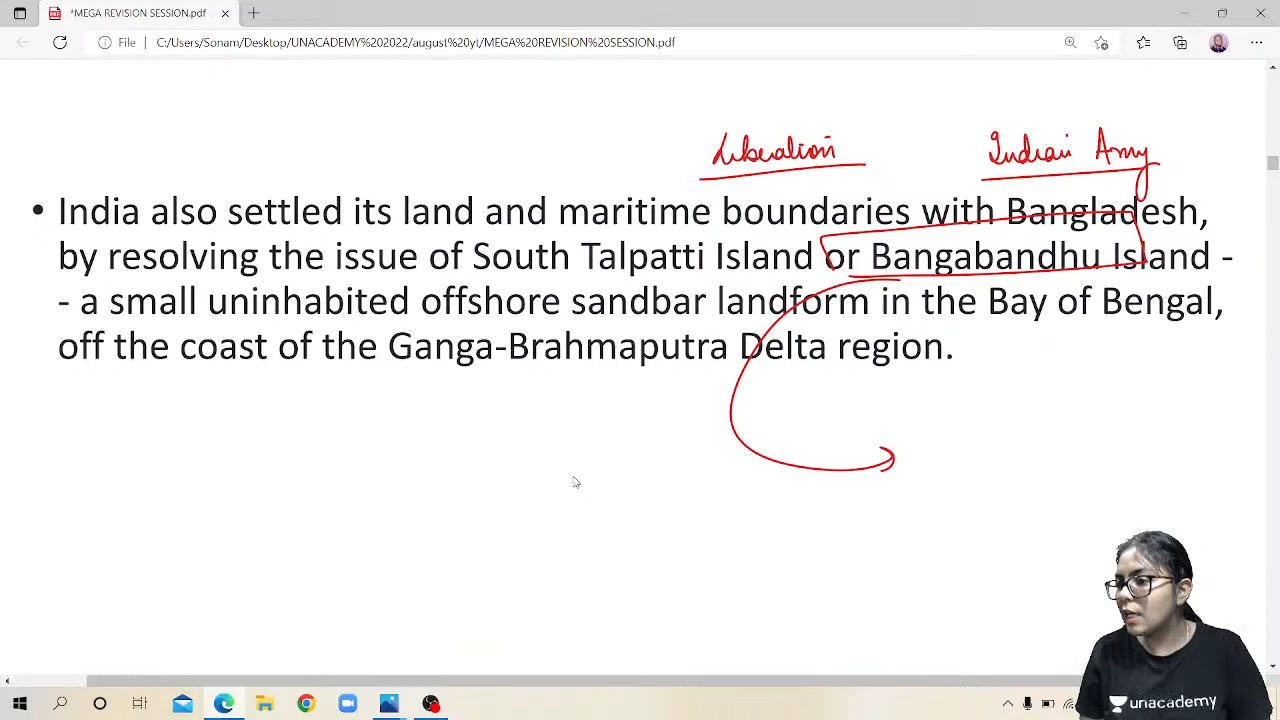 *MEGA REVISION SESSION.pdf
File
C:/Users/Sonam/Desktop/UNACADEMY%202022/august%20yt/MEGA%20REVISION%20SESSION.pdf
Liberation
Indian Army
• India also settled its land and maritime boundaries with Bangladesh,
by resolving the issue of South Talpatti Island or Bangabandhu Island -
- a small uninhabited offshore sandbar landform in the Bay of Bengal,
off the coast of the Ganga-Brahmaputra Delta region.
unacademy